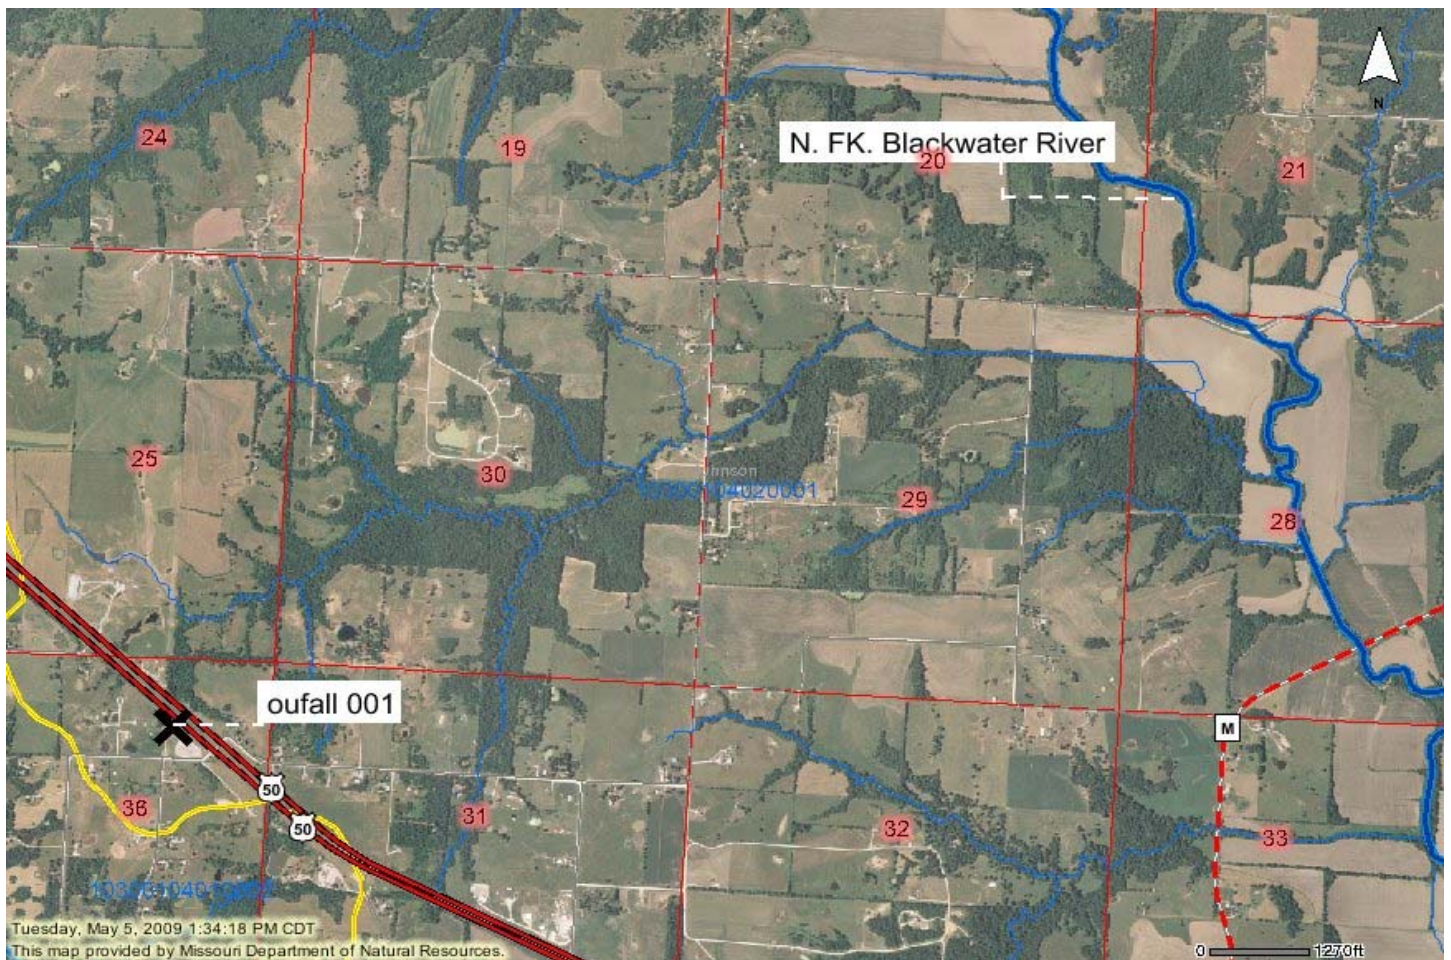 N
24
19
N. FK. Blackwater River
20
21
25
30
29
28
oufall 001
M
50
36
50
31
32
33
Tuesday, May 5, 2009 1:34:18 PM CDT
This map provided by Missouri Department of Natural Resources.
0 1270ft